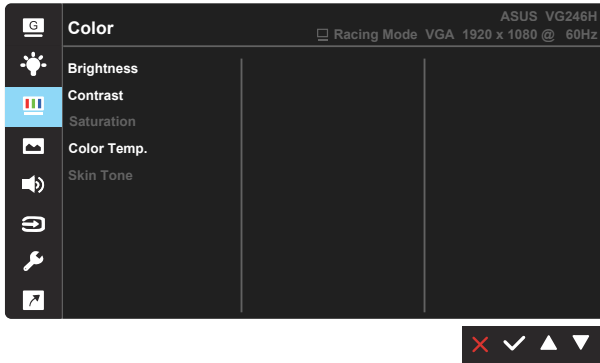 G
Color
ASUS VG246H
Racing Mode VGA 1920 x 1080 @ 60Hz
Brightness
Contrast
Saturation
Color Temp.
Skin Tone